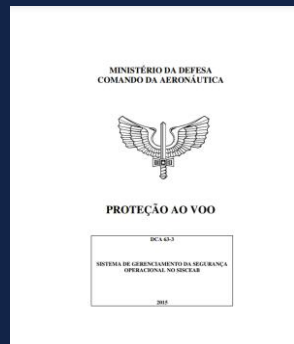 MINISTÉRIO DA DEFESA
COMANDO DA AERONÁUTICA
PROTEÇÃO AO VOO
DCA 63-3
SISTEMA DE GERENCIAMENTO DA SEGURANÇA
OPERACIONAL NO SISCEAB
2015